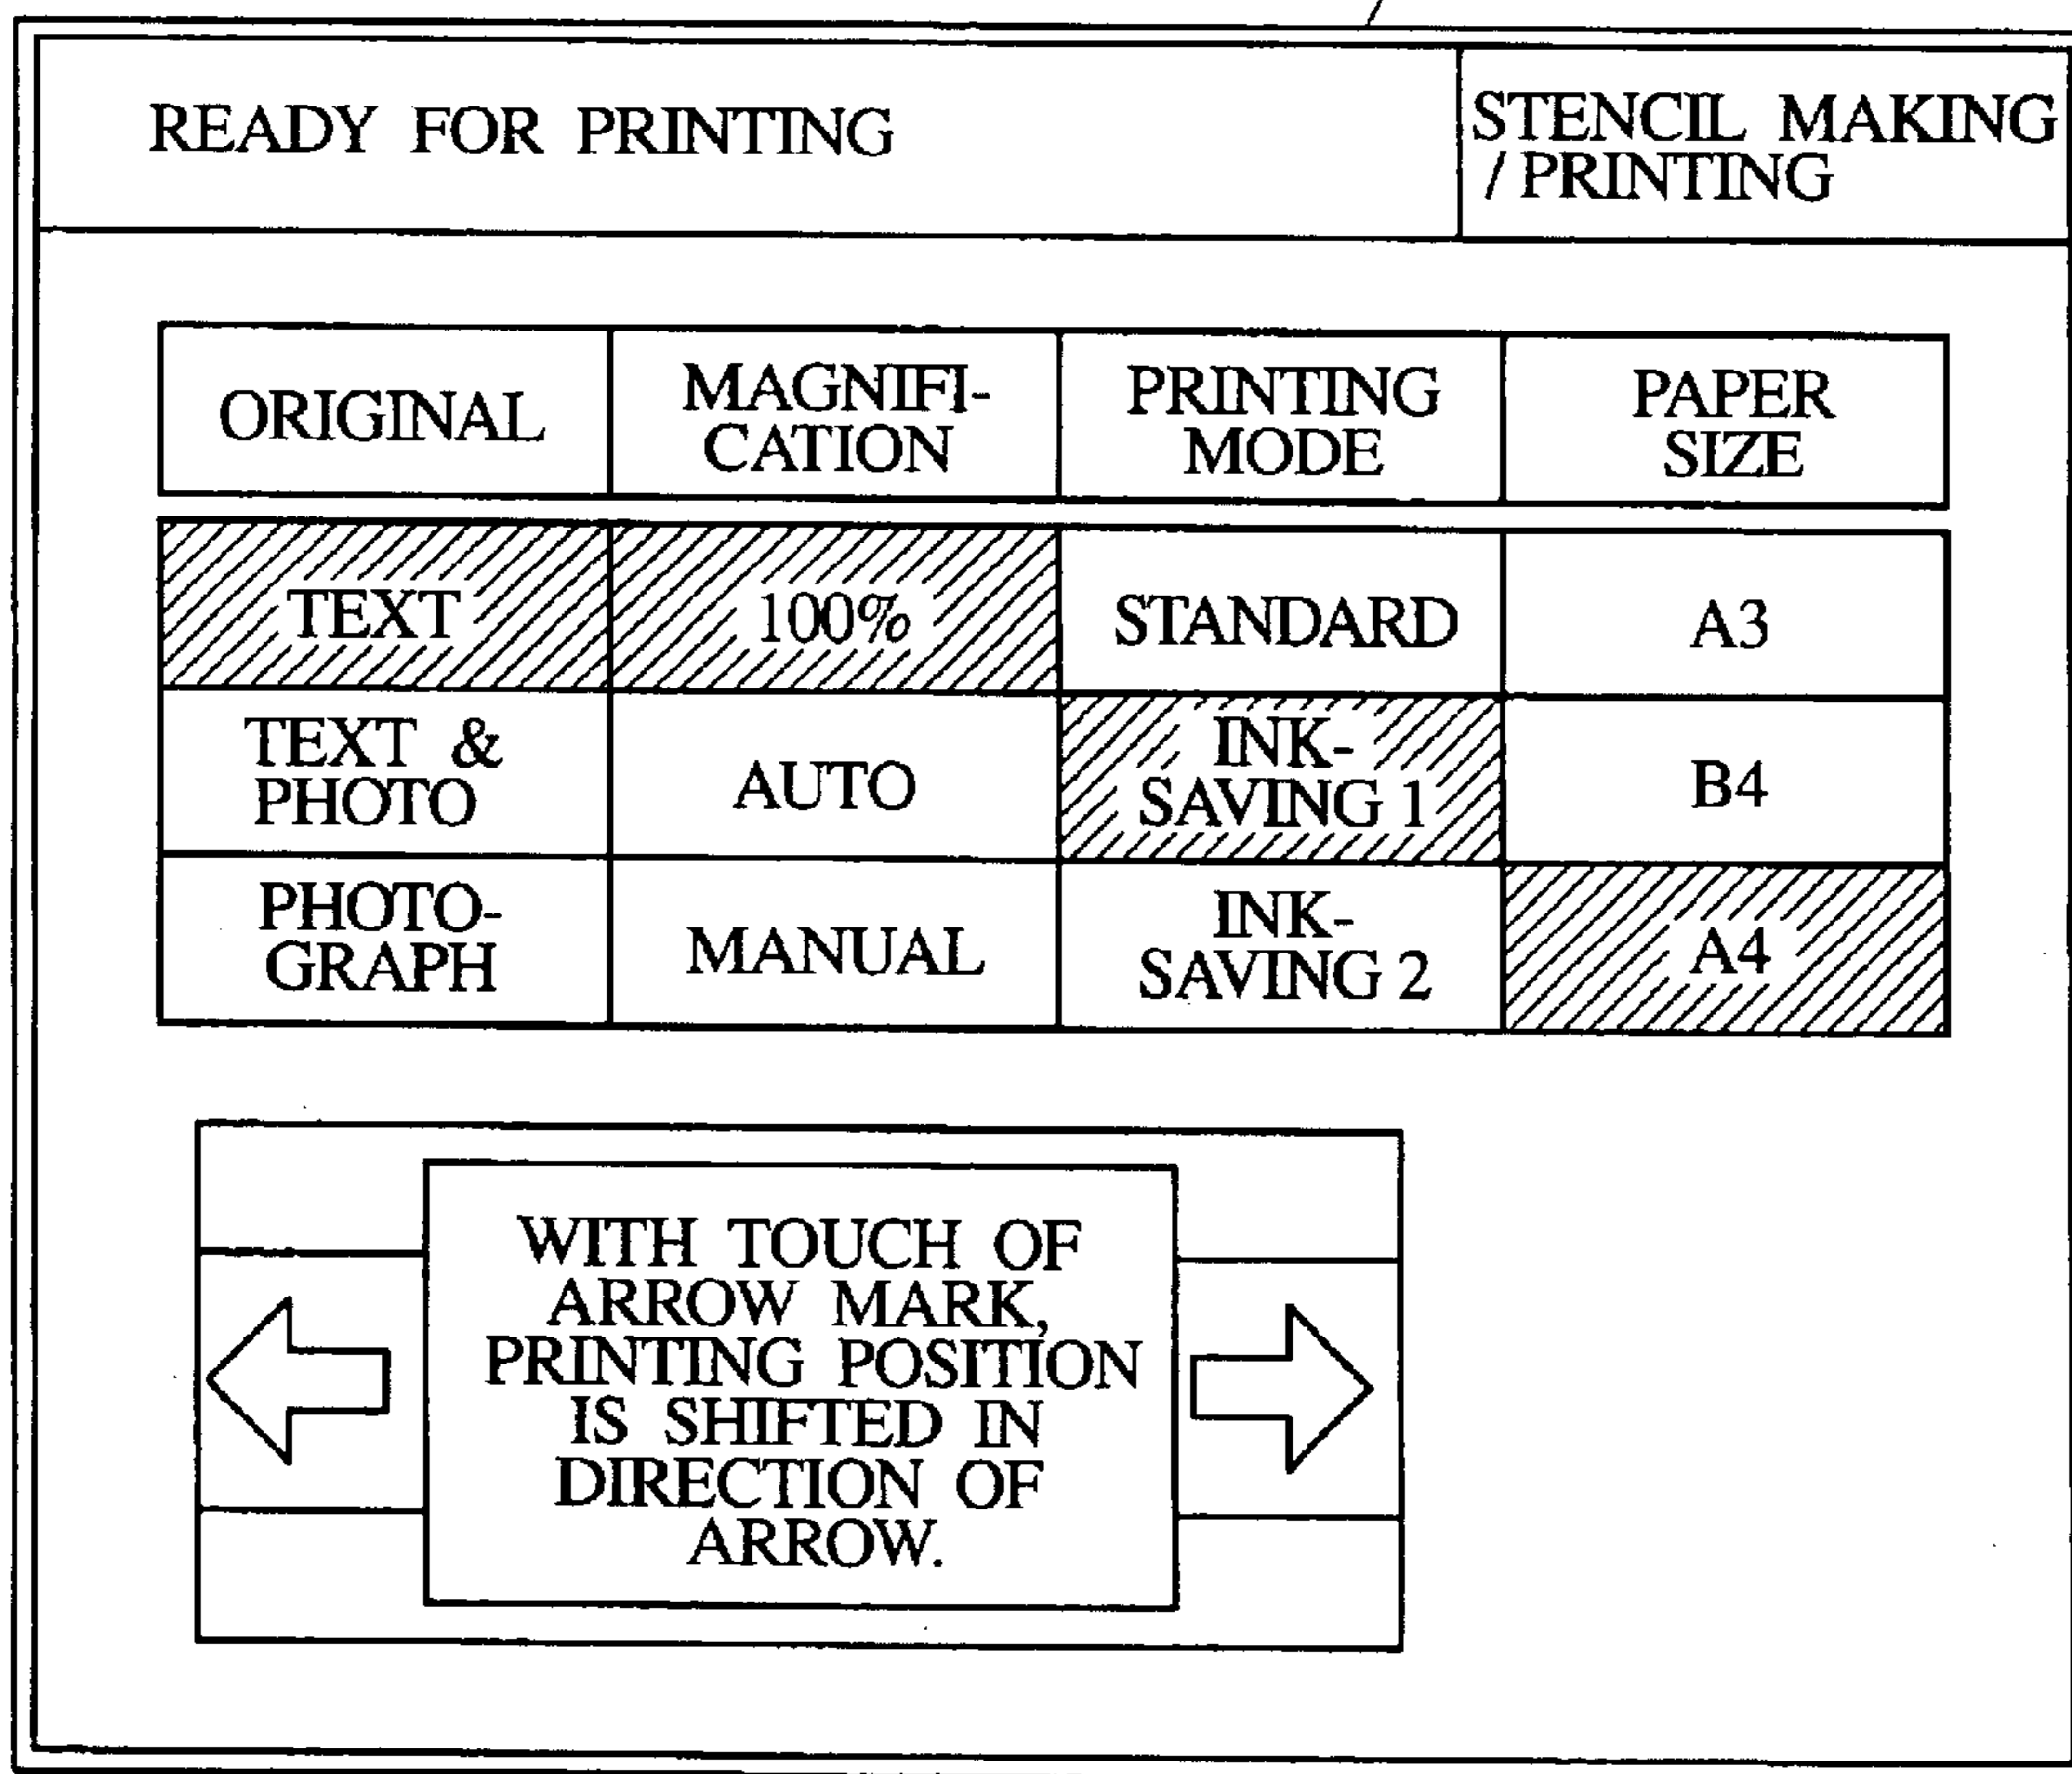 READY FOR PRINTING
STENCIL MAKING
/ PRINTING
ORIGINAL
MAGNIFI-
CATION
PRINTING
MODE
PAPER
SIZE
TEXT
100%
STANDARD
A3
TEXT &
PHOTO
AUTO
INK-
SAVING 1
B4
PHOTO-
GRAPH
MANUAL
INK-
SAVING 2
A4
WITH TOUCH OF
ARROW MARK,
PRINTING POSITION
IS SHIFTED IN
DIRECTION OF
ARROW.